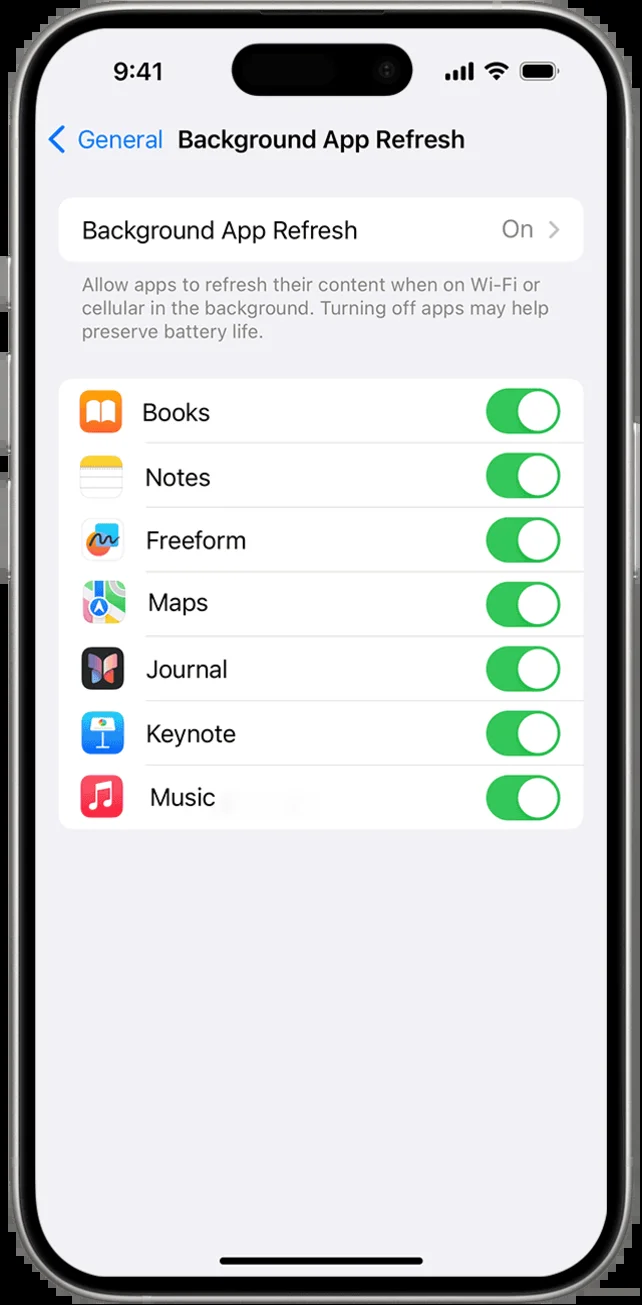 9:41
General Background App Refresh
Background App Refresh On
Allow apps to refresh their content when on Wi-Fi or
cellular in the background. Turning off apps may help
preserve battery life.
Books
Notes
Freeform
Maps
Journal
Keynote
Music